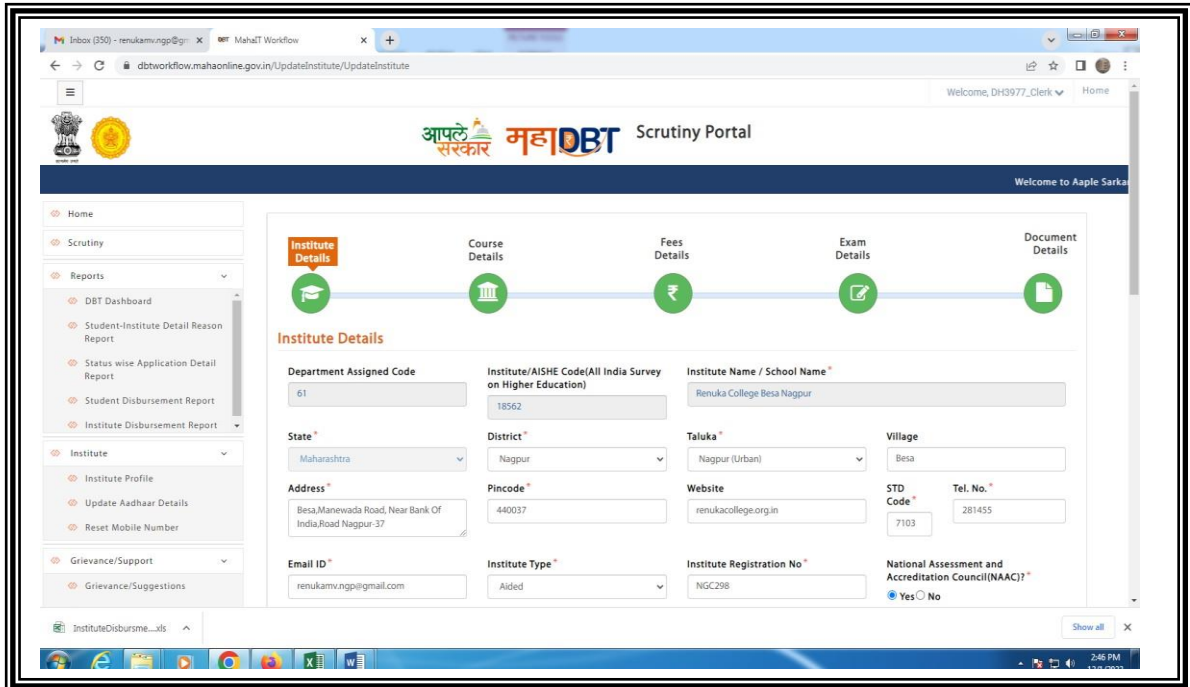 Inbox (350) - renukamv.ngp@gm
MahaIT Workflow
dbtworkflow.mahaonline.gov.in/UpdateInstitute/UpdateInstitute
Welcome, DH3977_Clerk
Home
आपले सरकार
महाDBT
Scrutiny Portal
Welcome to Aaple Sarka
Home
Scrutiny
Reports
DBT Dashboard
Student-Institute Detail Reason
Report
Status wise Application Detail
Report
Student Disbursement Report
Institute Disbursement Report
Institute
Institute Profile
Update Aadhaar Details
Reset Mobile Number
Grievance/Support
Grievance/Suggestions
Institute
Details
Course
Details
Fees
Details
Exam
Details
Document
Details
Institute Details
Department Assigned Code
61
Institute/AISHE Code(All India Survey
on Higher Education)
18562
Institute Name / School Name*
Renuka College Besa Nagpur
State*
Maharashtra
District*
Nagpur
Taluka*
Nagpur (Urban)
Village
Besa
Address*
Besa,Manewada Road, Near Bank Of
India,Road Nagpur-37
Pincode*
440037
Website
renukacollege.org.in
STD
Code*
7103
Tel. No.*
281455
Email ID*
renukamv.ngp@gmail.com
Institute Type*
Aided
Institute Registration No*
NGC298
National Assessment and
Accreditation Council(NAAC)?*
Yes No
InstituteDisbursme....xls
Show all
2:46 PM